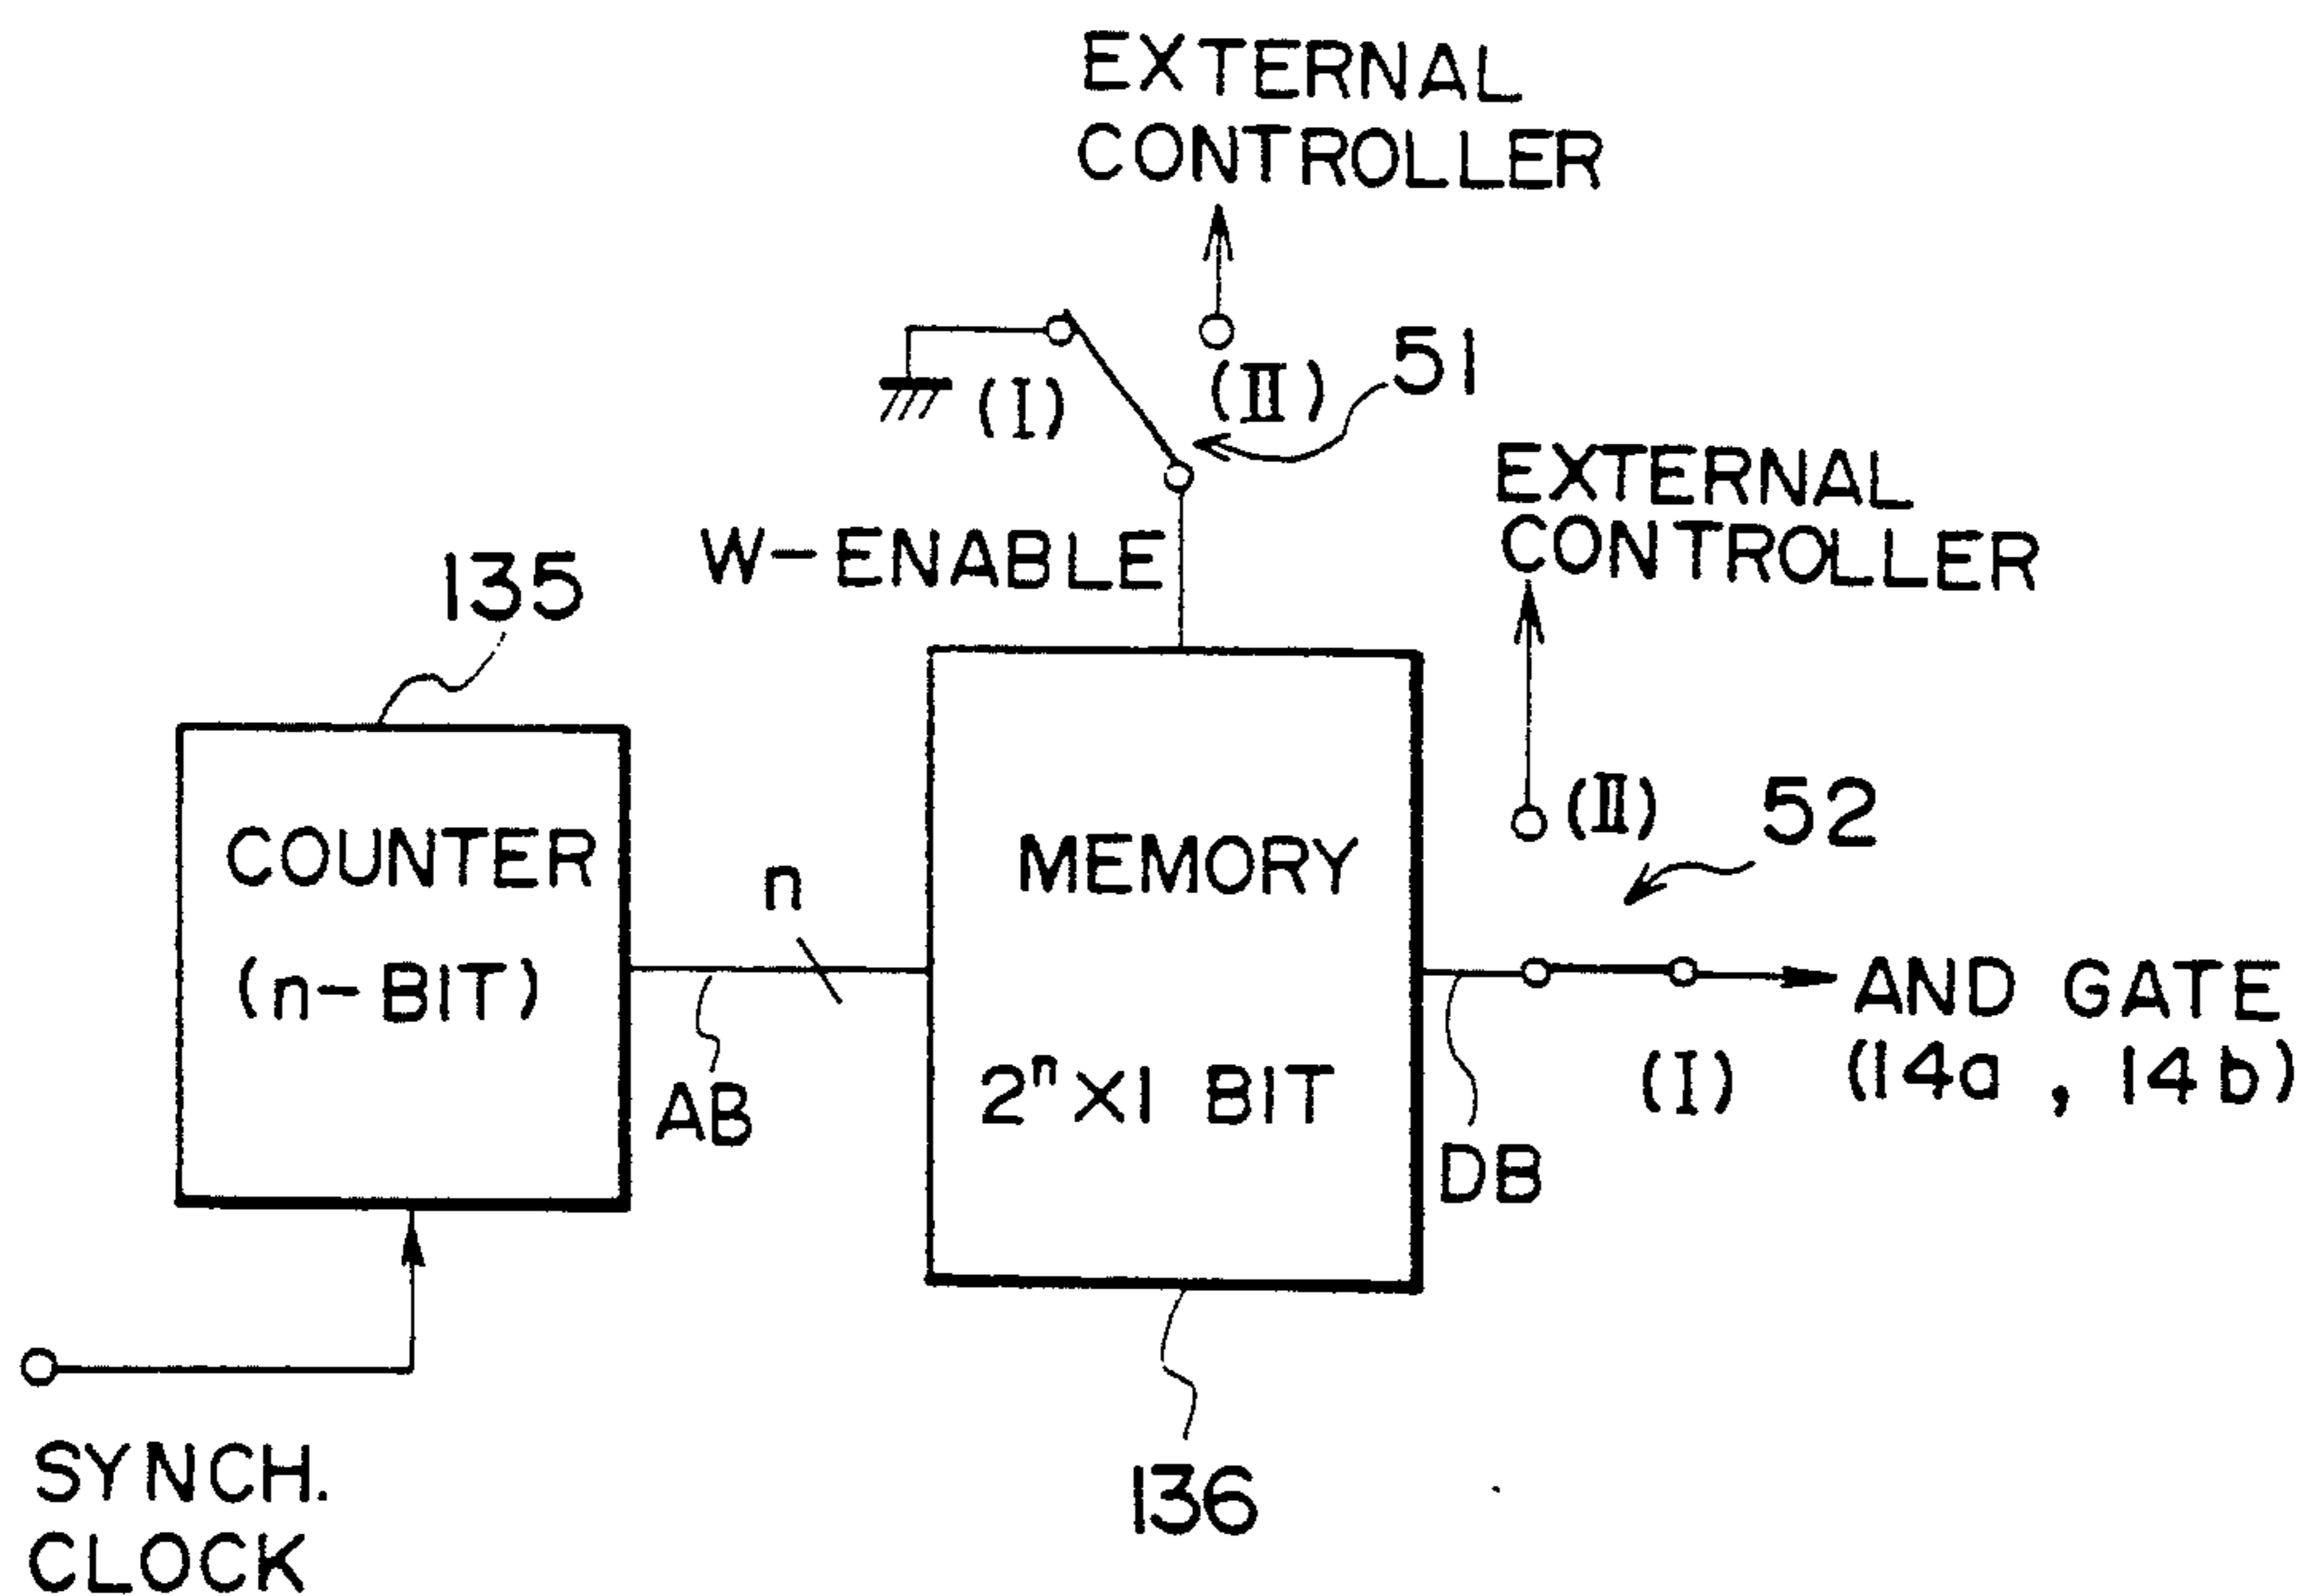 EXTERNAL
CONTROLLER
(I)
(II)
51
EXTERNAL
CONTROLLER
W-ENABLE
135
(II)
52
COUNTER
(n-BIT)
n
AB
MEMORY
2ⁿ×1 BIT
DB
(I)
AND GATE
(14a, 14b)
136
SYNCH.
CLOCK